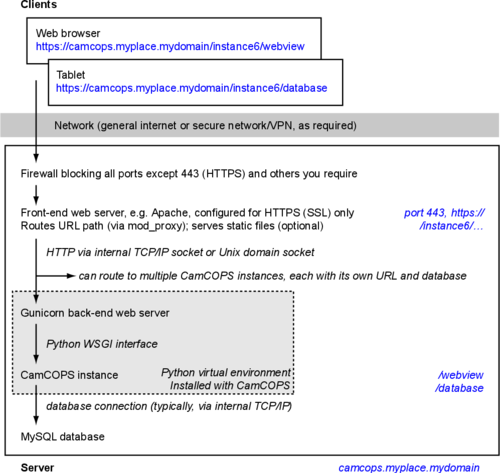 Clients
Web browser
https://camcops.myplace.mydomain/instance6/webview
Tablet
https://camcops.myplace.mydomain/instance6/database
Network (general internet or secure network/VPN, as required)
Firewall blocking all ports except 443 (HTTPS) and others you require
Front-end web server, e.g. Apache, configured for HTTPS (SSL) only
Routes URL path (via mod_proxy); serves static files (optional)
port 443, https://
/instance6/...
HTTP via internal TCP/IP socket or Unix domain socket
can route to multiple CamCOPS instances, each with its own URL and database
Gunicorn back-end web server
Python WSGI interface
CamCOPS instance
Python virtual environment
Installed with CamCOPS
/webview
/database
database connection (typically, via internal TCP/IP)
MySQL database
Server
camcops.myplace.mydomain